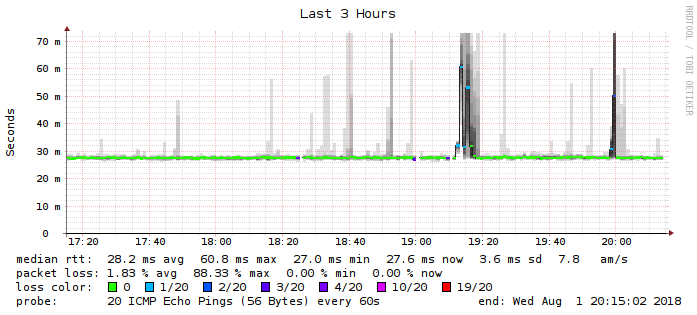 Last 3 Hours
RRDTOOL / TOBI OETIKER
Seconds
70 m
60 m
50 m
40 m
30 m
20 m
10 m
0
17:20 17:40 18:00 18:20 18:40 19:00 19:20 19:40 20:00
median rtt: 28.2 ms avg 60.8 ms max 27.0 ms min 27.6 ms now 3.6 ms sd 7.8 am/s
packet loss: 1.83 % avg 88.33 % max 0.00 % min 0.00 % now
loss color: 0 1/20 2/20 3/20 4/20 10/20 19/20
probe: 20 ICMP Echo Pings (56 Bytes) every 60s end: Wed Aug 1 20:15:02 2018